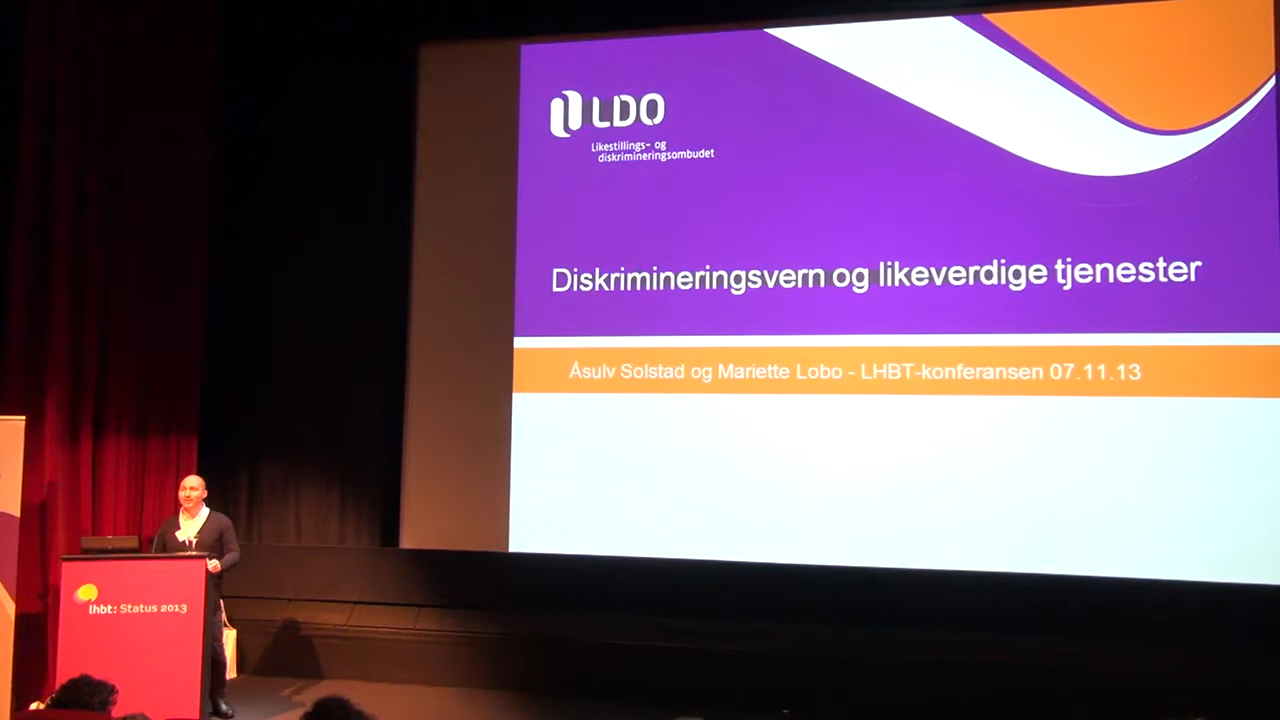 LDO
Likestillings- og
diskrimineringsombudet
Diskrimineringsvern og likeverdige tjenester
Åsulv Solstad og Mariette Lobo - LHBT-konferansen 07.11.13
lhbt: Status 2013